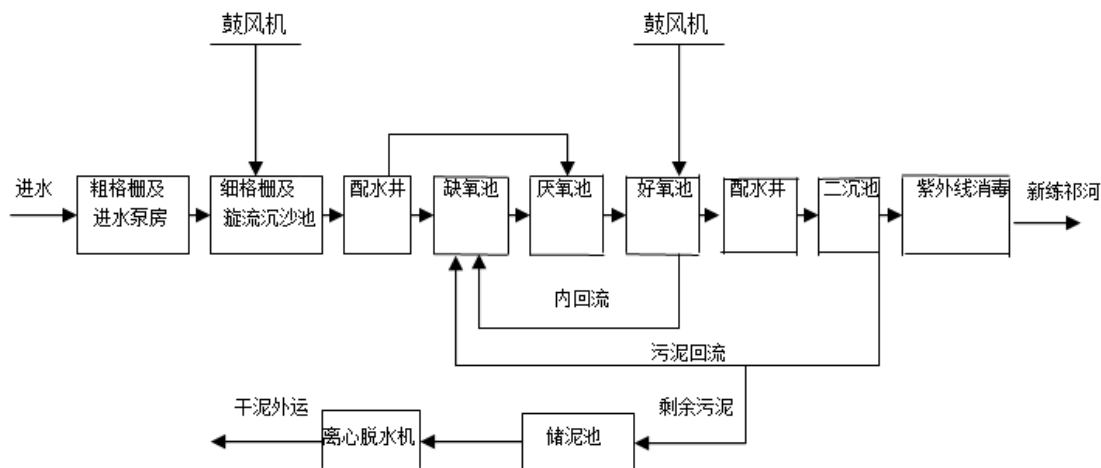 鼓风机
鼓风机
进水
粗格栅及
进水泵房
细格栅及
漩流沉沙池
配水井
缺氧池
厌氧池
好氧池
配水井
二沉池
紫外线消毒
新练祁河
内回流
污泥回流
干泥外运
剩余污泥
离心脱水机
储泥池